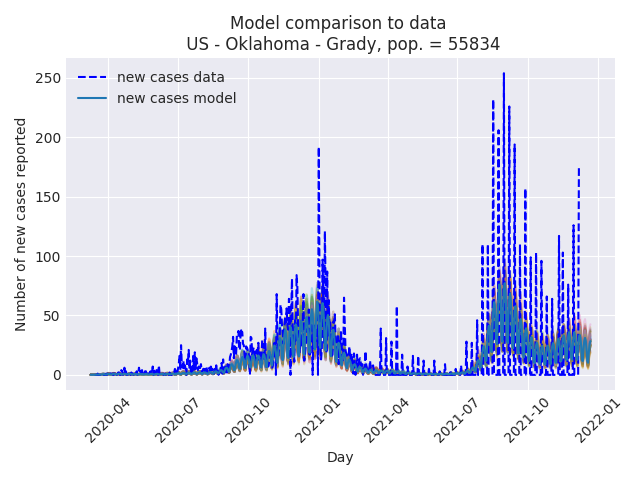 Model comparison to data
US - Oklahoma - Grady, pop. = 55834
new cases data
new cases model
Number of new cases reported
250
200
150
100
50
0
2020-04
2020-07
2020-10
2021-01
2021-04
2021-07
2021-10
2022-01
Day